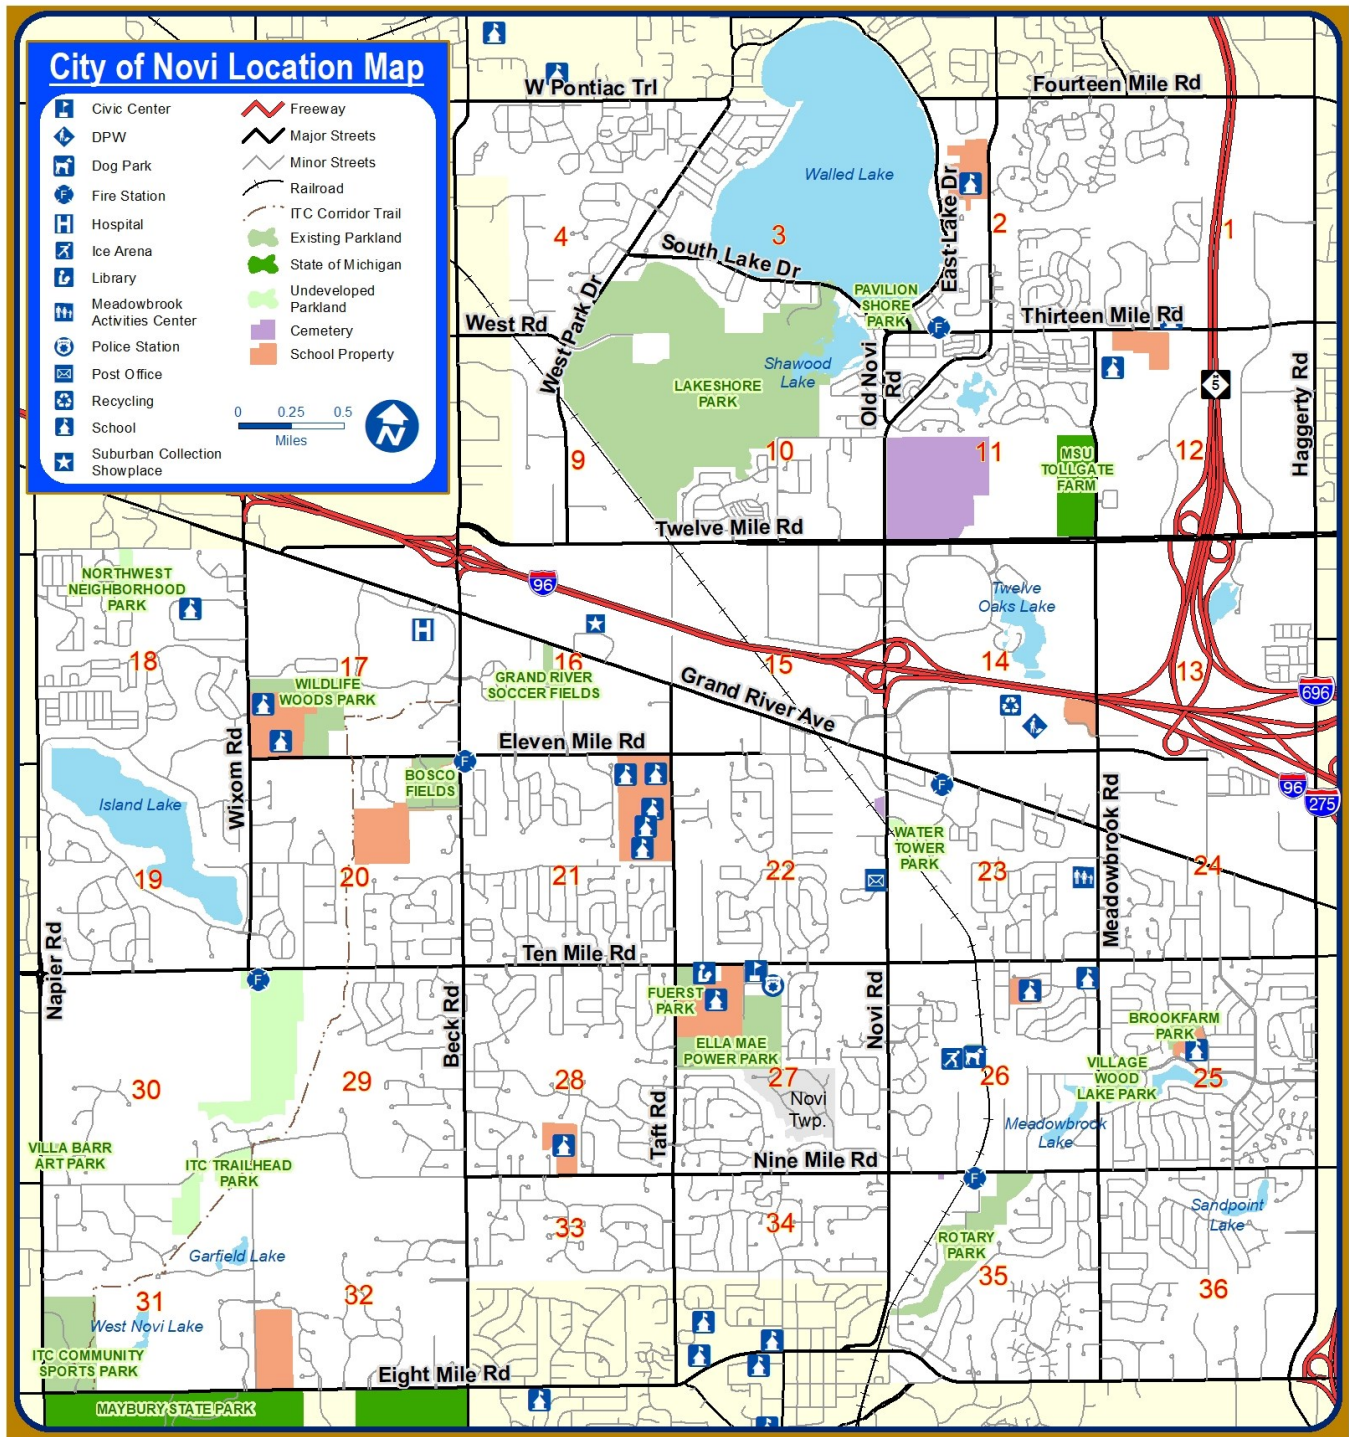 City of Novi Location Map
Civic Center
DPW
Dog Park
Fire Station
Hospital
Ice Arena
Library
Meadowbrook
Activities Center
Police Station
Post Office
Recycling
School
Suburban Collection
Showplace
Freeway
Major Streets
Minor Streets
Railroad
ITC Corridor Trail
Existing Parkland
State of Michigan
Undeveloped
Parkland
Cemetery
School Property
0 0.25 0.5
Miles
N
W Pontiac Trl
Fourteen Mile Rd
Walled Lake
East Lake Dr
2
1
4
3
South Lake Dr
PAVILION
SHORE
PARK
F
Thirteen Mile Rd
West Rd
West Park Dr
Shawood
Lake
LAKESHORE
PARK
Old Novi
Rd
M
5
Haggerty Rd
9
10
11
12
MSU
TOLLGATE
FARM
Twelve Mile Rd
NORTHWEST
NEIGHBORHOOD
PARK
96
Twelve
Oaks Lake
H
18
17
16
15
14
13
WILDLIFE
WOODS PARK
GRAND RIVER
SOCCER FIELDS
Grand River Ave
696
Wixom Rd
Eleven Mile Rd
F
BOSCO
FIELDS
F
96
275
Island Lake
WATER
TOWER
PARK
Meadowbrook Rd
19
20
21
22
23
24
Napier Rd
Ten Mile Rd
F
Beck Rd
FUERST
PARK
Novi Rd
BROOKFARM
PARK
ELLA MAE
POWER PARK
VILLAGE
WOOD
LAKE PARK
30
29
28
27
26
25
Novi
Twp.
Taft Rd
Meadowbrook
Lake
VILLA BARR
ART PARK
ITC TRAILHEAD
PARK
Nine Mile Rd
F
Sandpoint
Lake
33
34
ROTARY
PARK
35
36
Garfield Lake
31
32
West Novi Lake
ITC COMMUNITY
SPORTS PARK
Eight Mile Rd
MAYBURY STATE PARK